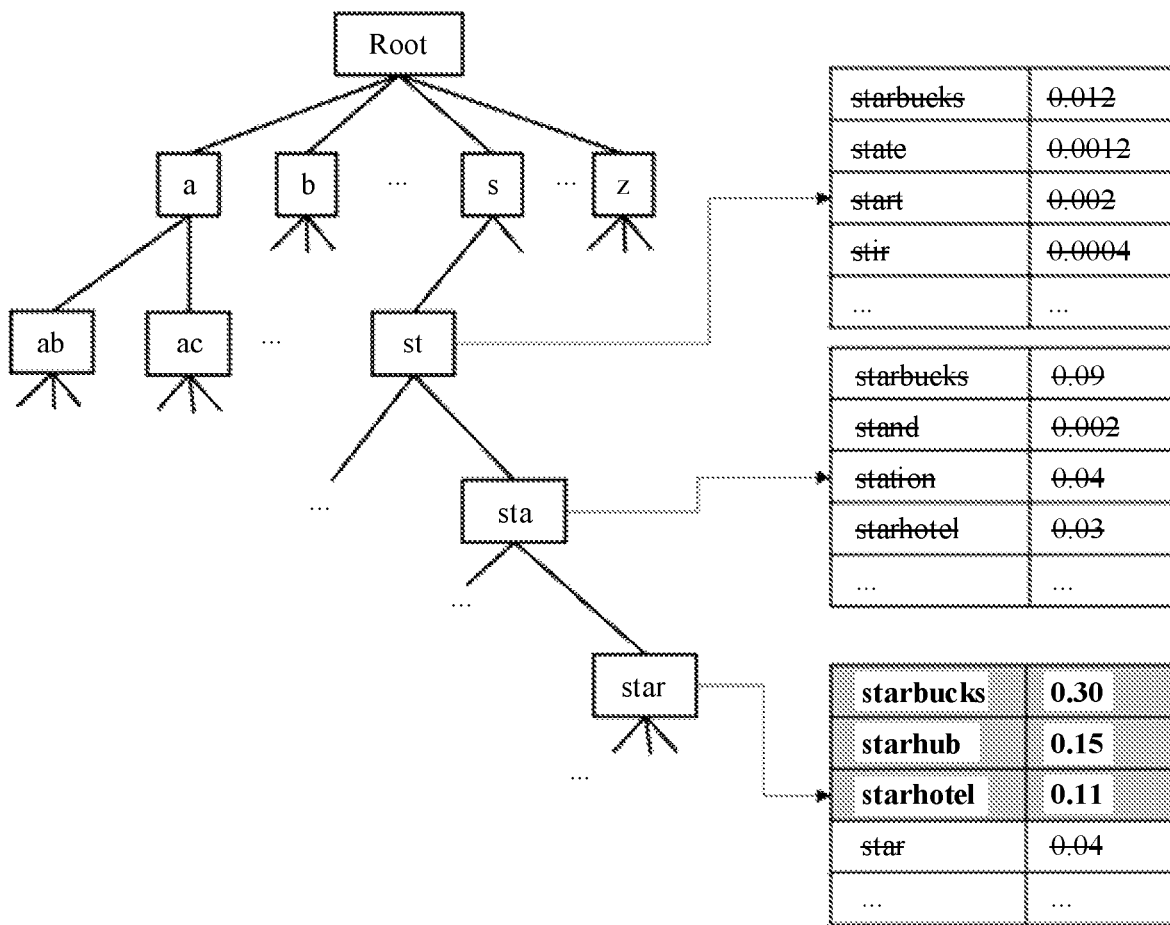 Root
a b ... s ... z
ab ac ... st
...
sta
...
star
...
starbucks 0.012
state 0.0012
start 0.002
stir 0.0004
... ...
starbucks 0.09
stand 0.002
station 0.04
starhotel 0.03
... ...
starbucks 0.30
starhub 0.15
starhotel 0.11
star 0.04
... ...